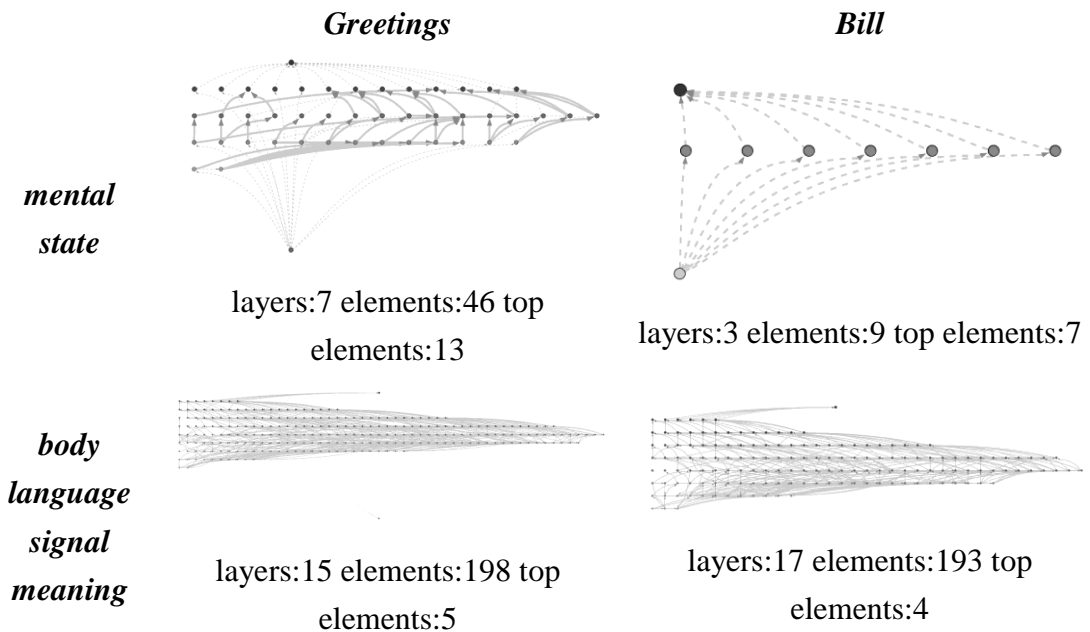 Greetings
Bill
mental
state
layers:7 elements:46 top
elements:13
layers:3 elements:9 top elements:7
body
language
signal
meaning
layers:15 elements:198 top
elements:5
layers:17 elements:193 top
elements:4